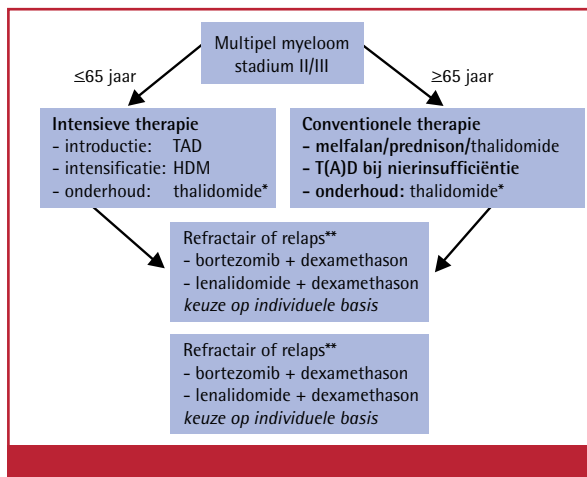 Multipel myeloom
stadium II/III
≤65 jaar
≥65 jaar
Intensieve therapie
- introductie: TAD
- intensificatie: HDM
- onderhoud: thalidomide*
Conventionele therapie
- melfalan/prednison/thalidomide
- T(A)D bij nierinsufficiëntie
- onderhoud: thalidomide*
Refractair of relaps**
- bortezomib + dexamethason
- lenalidomide + dexamethason
keuze op individuele basis
Refractair of relaps**
- bortezomib + dexamethason
- lenalidomide + dexamethason
keuze op individuele basis